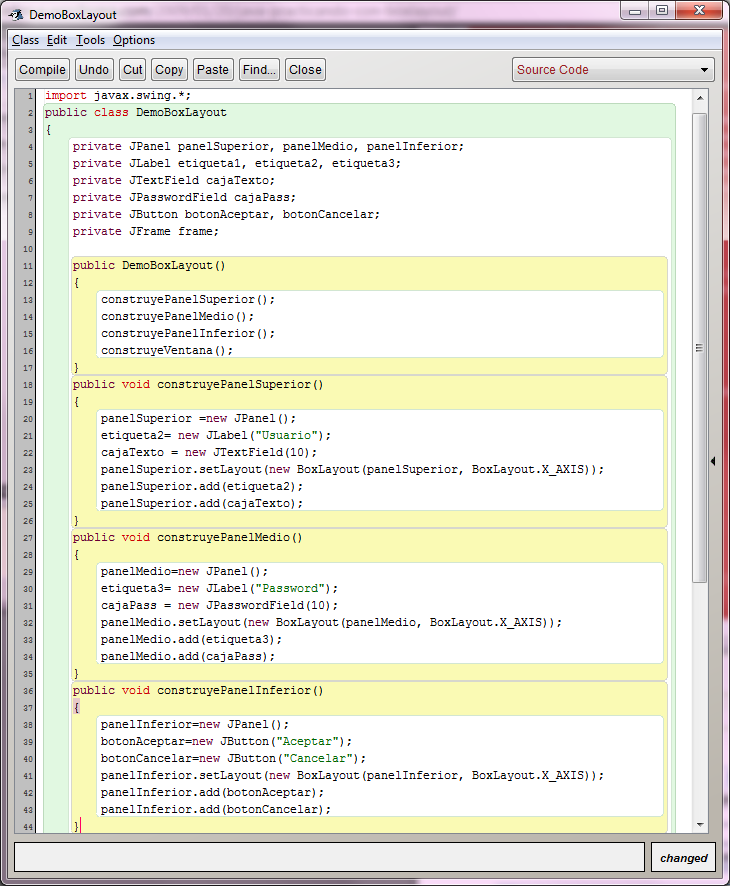 DemoBoxLayout
Class Edit Tools Options
Compile Undo Cut Copy Paste Find... Close Source Code
1 import javax.swing.*;
2 public class DemoBoxLayout
3 {
4 private JPanel panelSuperior, panelMedio, panelInferior;
5 private JLabel etiqueta1, etiqueta2, etiqueta3;
6 private JTextField cajaTexto;
7 private JPasswordField cajaPass;
8 private JButton botonAceptar, botonCancelar;
9 private JFrame frame;
10
11 public DemoBoxLayout()
12 {
13 construyePanelSuperior();
14 construyePanelMedio();
15 construyePanelInferior();
16 construyeVentana();
17 }
18 public void construyePanelSuperior()
19 {
20 panelSuperior =new JPanel();
21 etiqueta2= new JLabel("Usuario");
22 cajaTexto = new JTextField(10);
23 panelSuperior.setLayout(new BoxLayout(panelSuperior, BoxLayout.X_AXIS));
24 panelSuperior.add(etiqueta2);
25 panelSuperior.add(cajaTexto);
26 }
27 public void construyePanelMedio()
28 {
29 panelMedio=new JPanel();
30 etiqueta3= new JLabel("Password");
31 cajaPass = new JPasswordField(10);
32 panelMedio.setLayout(new BoxLayout(panelMedio, BoxLayout.X_AXIS));
33 panelMedio.add(etiqueta3);
34 panelMedio.add(cajaPass);
35 }
36 public void construyePanelInferior()
37 {
38 panelInferior=new JPanel();
39 botonAceptar=new JButton("Aceptar");
40 botonCancelar=new JButton("Cancelar");
41 panelInferior.setLayout(new BoxLayout(panelInferior, BoxLayout.X_AXIS));
42 panelInferior.add(botonAceptar);
43 panelInferior.add(botonCancelar);
44 }
changed